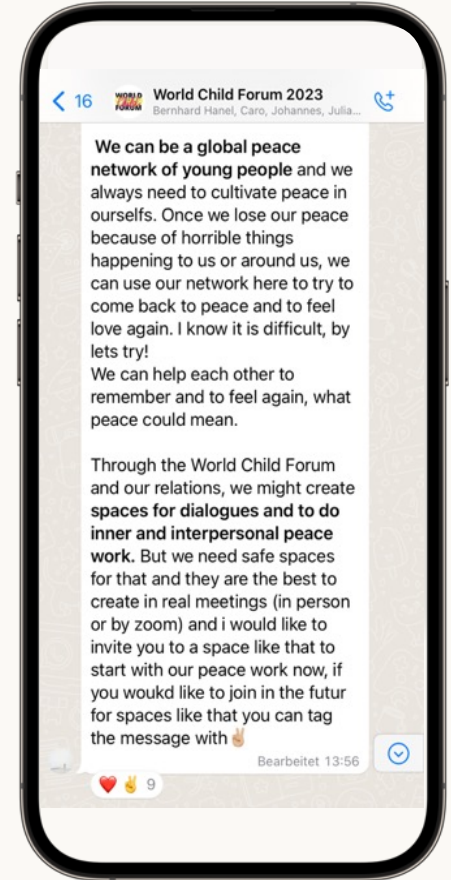 16
WORLD
FORUM
World Child Forum 2023
Bernhard Hanel, Caro, Johannes, Julia...
We can be a global peace
network of young people and we
always need to cultivate peace in
ourselfs. Once we lose our peace
because of horrible things
happening to us or around us, we
can use our network here to try to
come back to peace and to feel
love again. I know it is difficult, by
lets try!
We can help each other to
remember and to feel again, what
peace could mean.
Through the World Child Forum
and our relations, we might create
spaces for dialogues and to do
inner and interpersonal peace
work. But we need safe spaces
for that and they are the best to
create in real meetings (in person
or by zoom) and i would like to
invite you to a space like that to
start with our peace work now, if
you woukd like to join in the futur
for spaces like that you can tag
the message with✌🏼
Bearbeitet 13:56
❤️ ✌️ 9